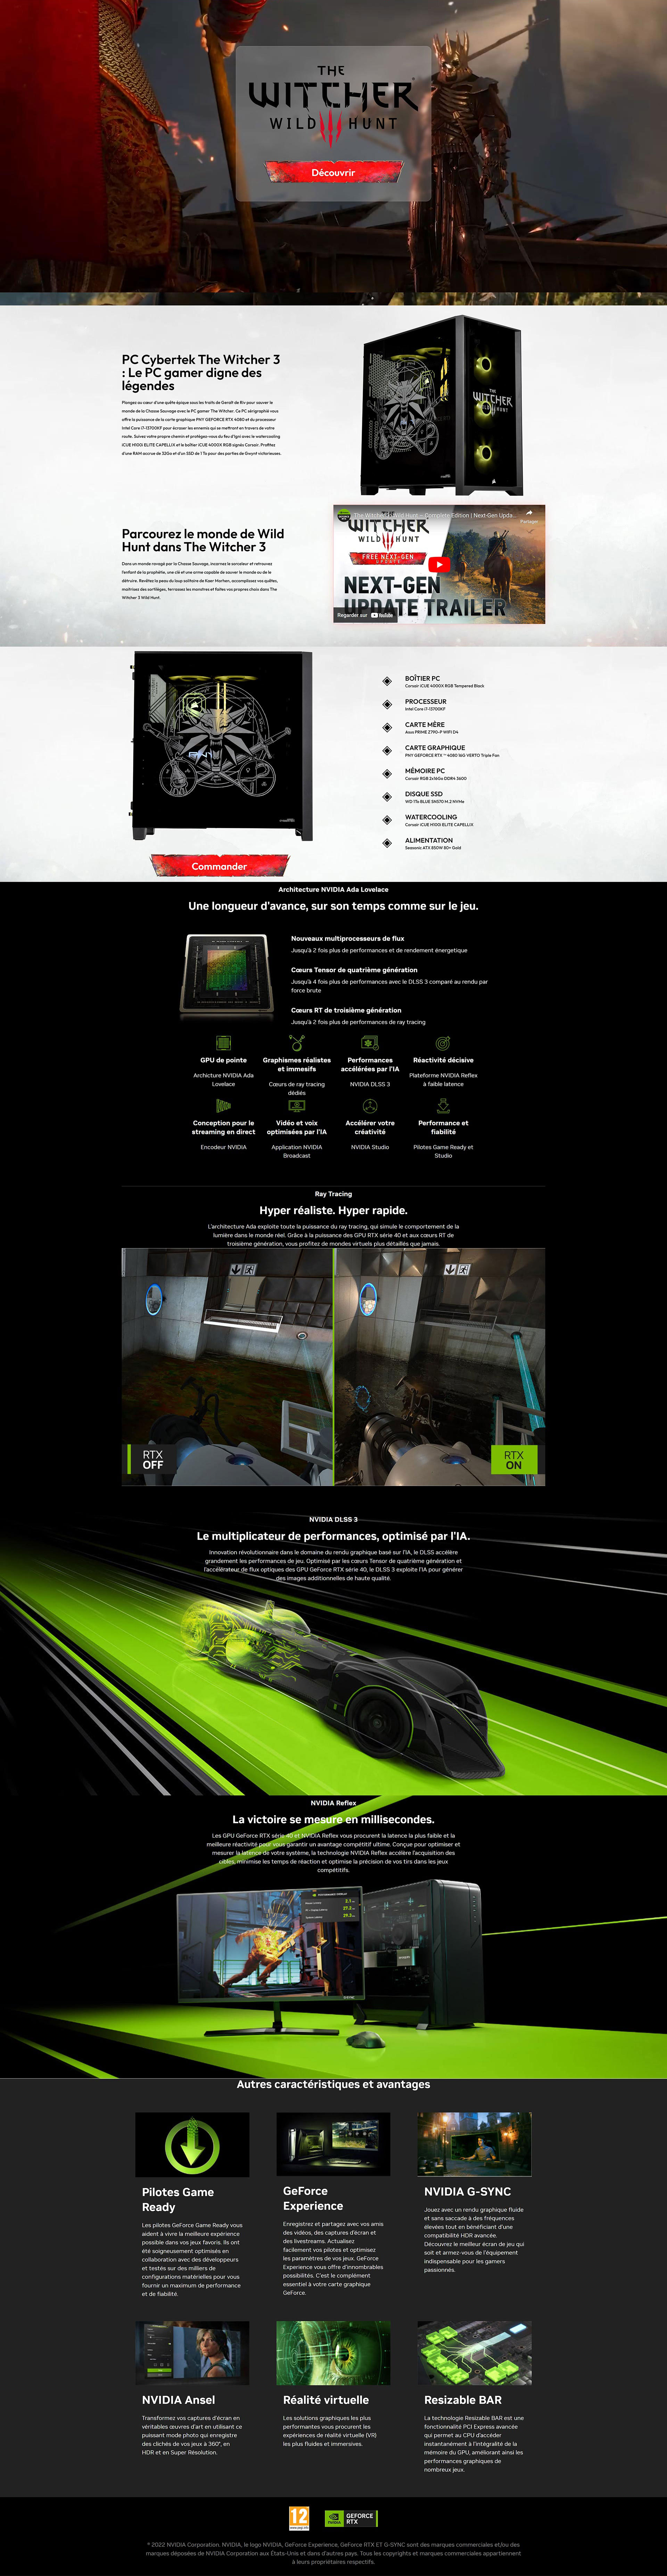 THE
WITCHER
WILD HUNT
Découvrir
PC Cybertek The Witcher 3
: Le PC gamer digne des
légendes
Plongez au cœur d'une quête épique sous les traits de Geralt de Riv pour sauver le
monde de la Chasse Sauvage avec le PC gamer The Witcher. Ce PC sérigraphié vous
offre la puissance de la carte graphique PNY GEFORCE RTX 4080 et du processeur
Intel Core i7-13700KF pour écraser les ennemis qui se mettront en travers de votre
route. Suivez votre propre chemin et protégez-vous du feu d'Igni avec le watercooling
iCUE H100i ELITE CAPELLIX et le boîtier iCUE 4000X RGB signés Corsair. Profitez
d'une RAM accrue de 32Go et d'un SSD de 1 To pour des parties de Gwynt victorieuses.
Parcourez le monde de Wild
Hunt dans The Witcher 3
Dans un monde ravagé par la Chasse Sauvage, incarnez le sorceleur et retrouvez
l'enfant de la prophétie, une clé et une arme capable de sauver le monde ou de le
détruire. Revêtez la peau du loup solitaire de Kaer Morhen, accomplissez vos quêtes,
maîtrisez des sortilèges, terrassez les monstres et faites vos propres choix dans The
Witcher 3 Wild Hunt.
The Witcher 3: Wild Hunt — Complete Edition | Next-Gen Upda...
Partager
WITCHER
WILD HUNT
FREE NEXT-GEN
UPDATE
NEXT-GEN
UPDATE TRAILER
Regarder sur YouTube
BOÎTIER PC
Corsair iCUE 4000X RGB Tempered Black
PROCESSEUR
Intel Core i7-13700KF
CARTE MÈRE
Asus PRIME Z790-P WIFI D4
CARTE GRAPHIQUE
PNY GEFORCE RTX ™ 4080 16G VERTO Triple Fan
MÉMOIRE PC
Corsair RGB 2x16Go DDR4 3600
DISQUE SSD
WD 1To BLUE SN570 M.2 NVMe
WATERCOOLING
Corsair iCUE H100i ELITE CAPELLIX
ALIMENTATION
Seasonic ATX 850W 80+ Gold
Commander
Architecture NVIDIA Ada Lovelace
Une longueur d'avance, sur son temps comme sur le jeu.
Nouveaux multiprocesseurs de flux
Jusqu'à 2 fois plus de performances et de rendement énergetique
Cœurs Tensor de quatrième génération
Jusqu'à 4 fois plus de performances avec le DLSS 3 comparé au rendu par
force brute
Cœurs RT de troisième génération
Jusqu'à 2 fois plus de performances de ray tracing
GPU de pointe
Archicture NVIDIA Ada
Lovelace
Graphismes réalistes
et immesifs
Cœurs de ray tracing
dédiés
Performances
accélérées par l'IA
NVIDIA DLSS 3
Réactivité décisive
Plateforme NVIDIA Reflex
à faible latence
Conception pour le
streaming en direct
Encodeur NVIDIA
Vidéo et voix
optimisées par l'IA
Application NVIDIA
Broadcast
Accélérer votre
créativité
NVIDIA Studio
Performance et
fiabilité
Pilotes Game Ready et
Studio
Ray Tracing
Hyper réaliste. Hyper rapide.
L'architecture Ada exploite toute la puissance du ray tracing, qui simule le comportement de la
lumière dans le monde réel. Grâce à la puissance des GPU RTX série 40 et aux cœurs RT de
troisième génération, vous profitez de mondes virtuels plus détaillés que jamais.
RTX
OFF
RTX
ON
NVIDIA DLSS 3
Le multiplicateur de performances, optimisé par l'IA.
Innovation révolutionnaire dans le domaine du rendu graphique basé sur l'IA, le DLSS accélère
grandement les performances de jeu. Optimisé par les cœurs Tensor de quatrième génération et
l'accélérateur de flux optiques des GPU GeForce RTX série 40, le DLSS 3 exploite l'IA pour générer
des images additionnelles de haute qualité.
NVIDIA Reflex
La victoire se mesure en millisecondes.
Les GPU GeForce RTX série 40 et NVIDIA Reflex vous procurent la latence la plus faible et la
meilleure réactivité pour vous garantir un avantage compétitif ultime. Conçue pour optimiser et
mesurer la latence de votre système, la technologie NVIDIA Reflex accélère l'acquisition des
cibles, minimise les temps de réaction et optimise la précision de vos tirs dans les jeux
compétitifs.
Autres caractéristiques et avantages
Pilotes Game
Ready
Les pilotes GeForce Game Ready vous
aident à vivre la meilleure expérience
possible dans vos jeux favoris. Ils ont
été soigneusement optimisés en
collaboration avec des développeurs
et testés sur des milliers de
configurations matérielles pour vous
fournir un maximum de performance
et de fiabilité.
GeForce
Experience
Enregistrez et partagez avec vos amis
des vidéos, des captures d'écran et
des livestreams. Actualisez
facilement vos pilotes et optimisez
les paramètres de vos jeux. GeForce
Experience vous offre d'innombrables
possibilités. C'est le complément
essentiel à votre carte graphique
GeForce.
NVIDIA G-SYNC
Jouez avec un rendu graphique fluide
et sans saccade à des fréquences
élevées tout en bénéficiant d'une
compatibilité HDR avancée.
Découvrez le meilleur écran de jeu qui
soit et armez-vous de l'équipement
indispensable pour les gamers
passionnés.
NVIDIA Ansel
Transformez vos captures d'écran en
véritables œuvres d'art en utilisant ce
puissant mode photo qui enregistre
des clichés de vos jeux à 360°, en
HDR et en Super Résolution.
Réalité virtuelle
Les solutions graphiques les plus
performantes vous procurent les
expériences de réalité virtuelle (VR)
les plus fluides et immersives.
Resizable BAR
La technologie Resizable BAR est une
fonctionnalité PCI Express avancée
qui permet au CPU d'accéder
instantanément à l'intégralité de la
mémoire du GPU, améliorant ainsi les
performances graphiques de
nombreux jeux.
12
www.pegi.info
NVIDIA
GEFORCE
RTX
© 2022 NVIDIA Corporation. NVIDIA, le logo NVIDIA, GeForce Experience, GeForce RTX ET G-SYNC sont des marques commerciales et/ou des
marques déposées de NVIDIA Corporation aux États-Unis et dans d'autres pays. Tous les copyrights et marques commerciales appartiennent
à leurs propriétaires respectifs.